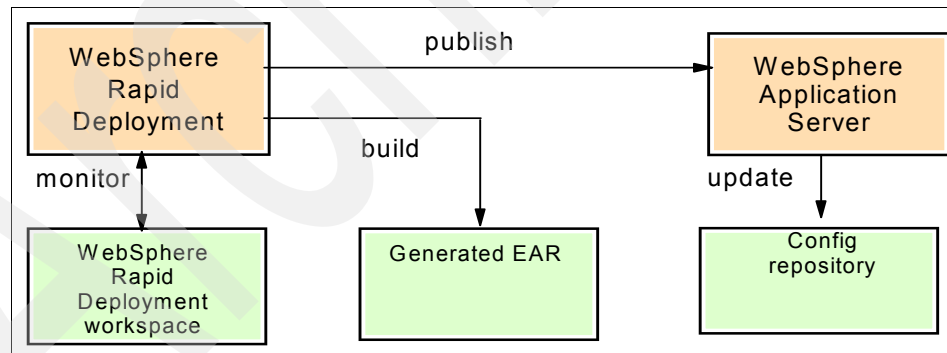 WebSphere
Rapid
Deployment
publish
WebSphere
Application
Server
build
monitor
update
WebSphere
Rapid
Deployment
workspace
Generated EAR
Config
repository